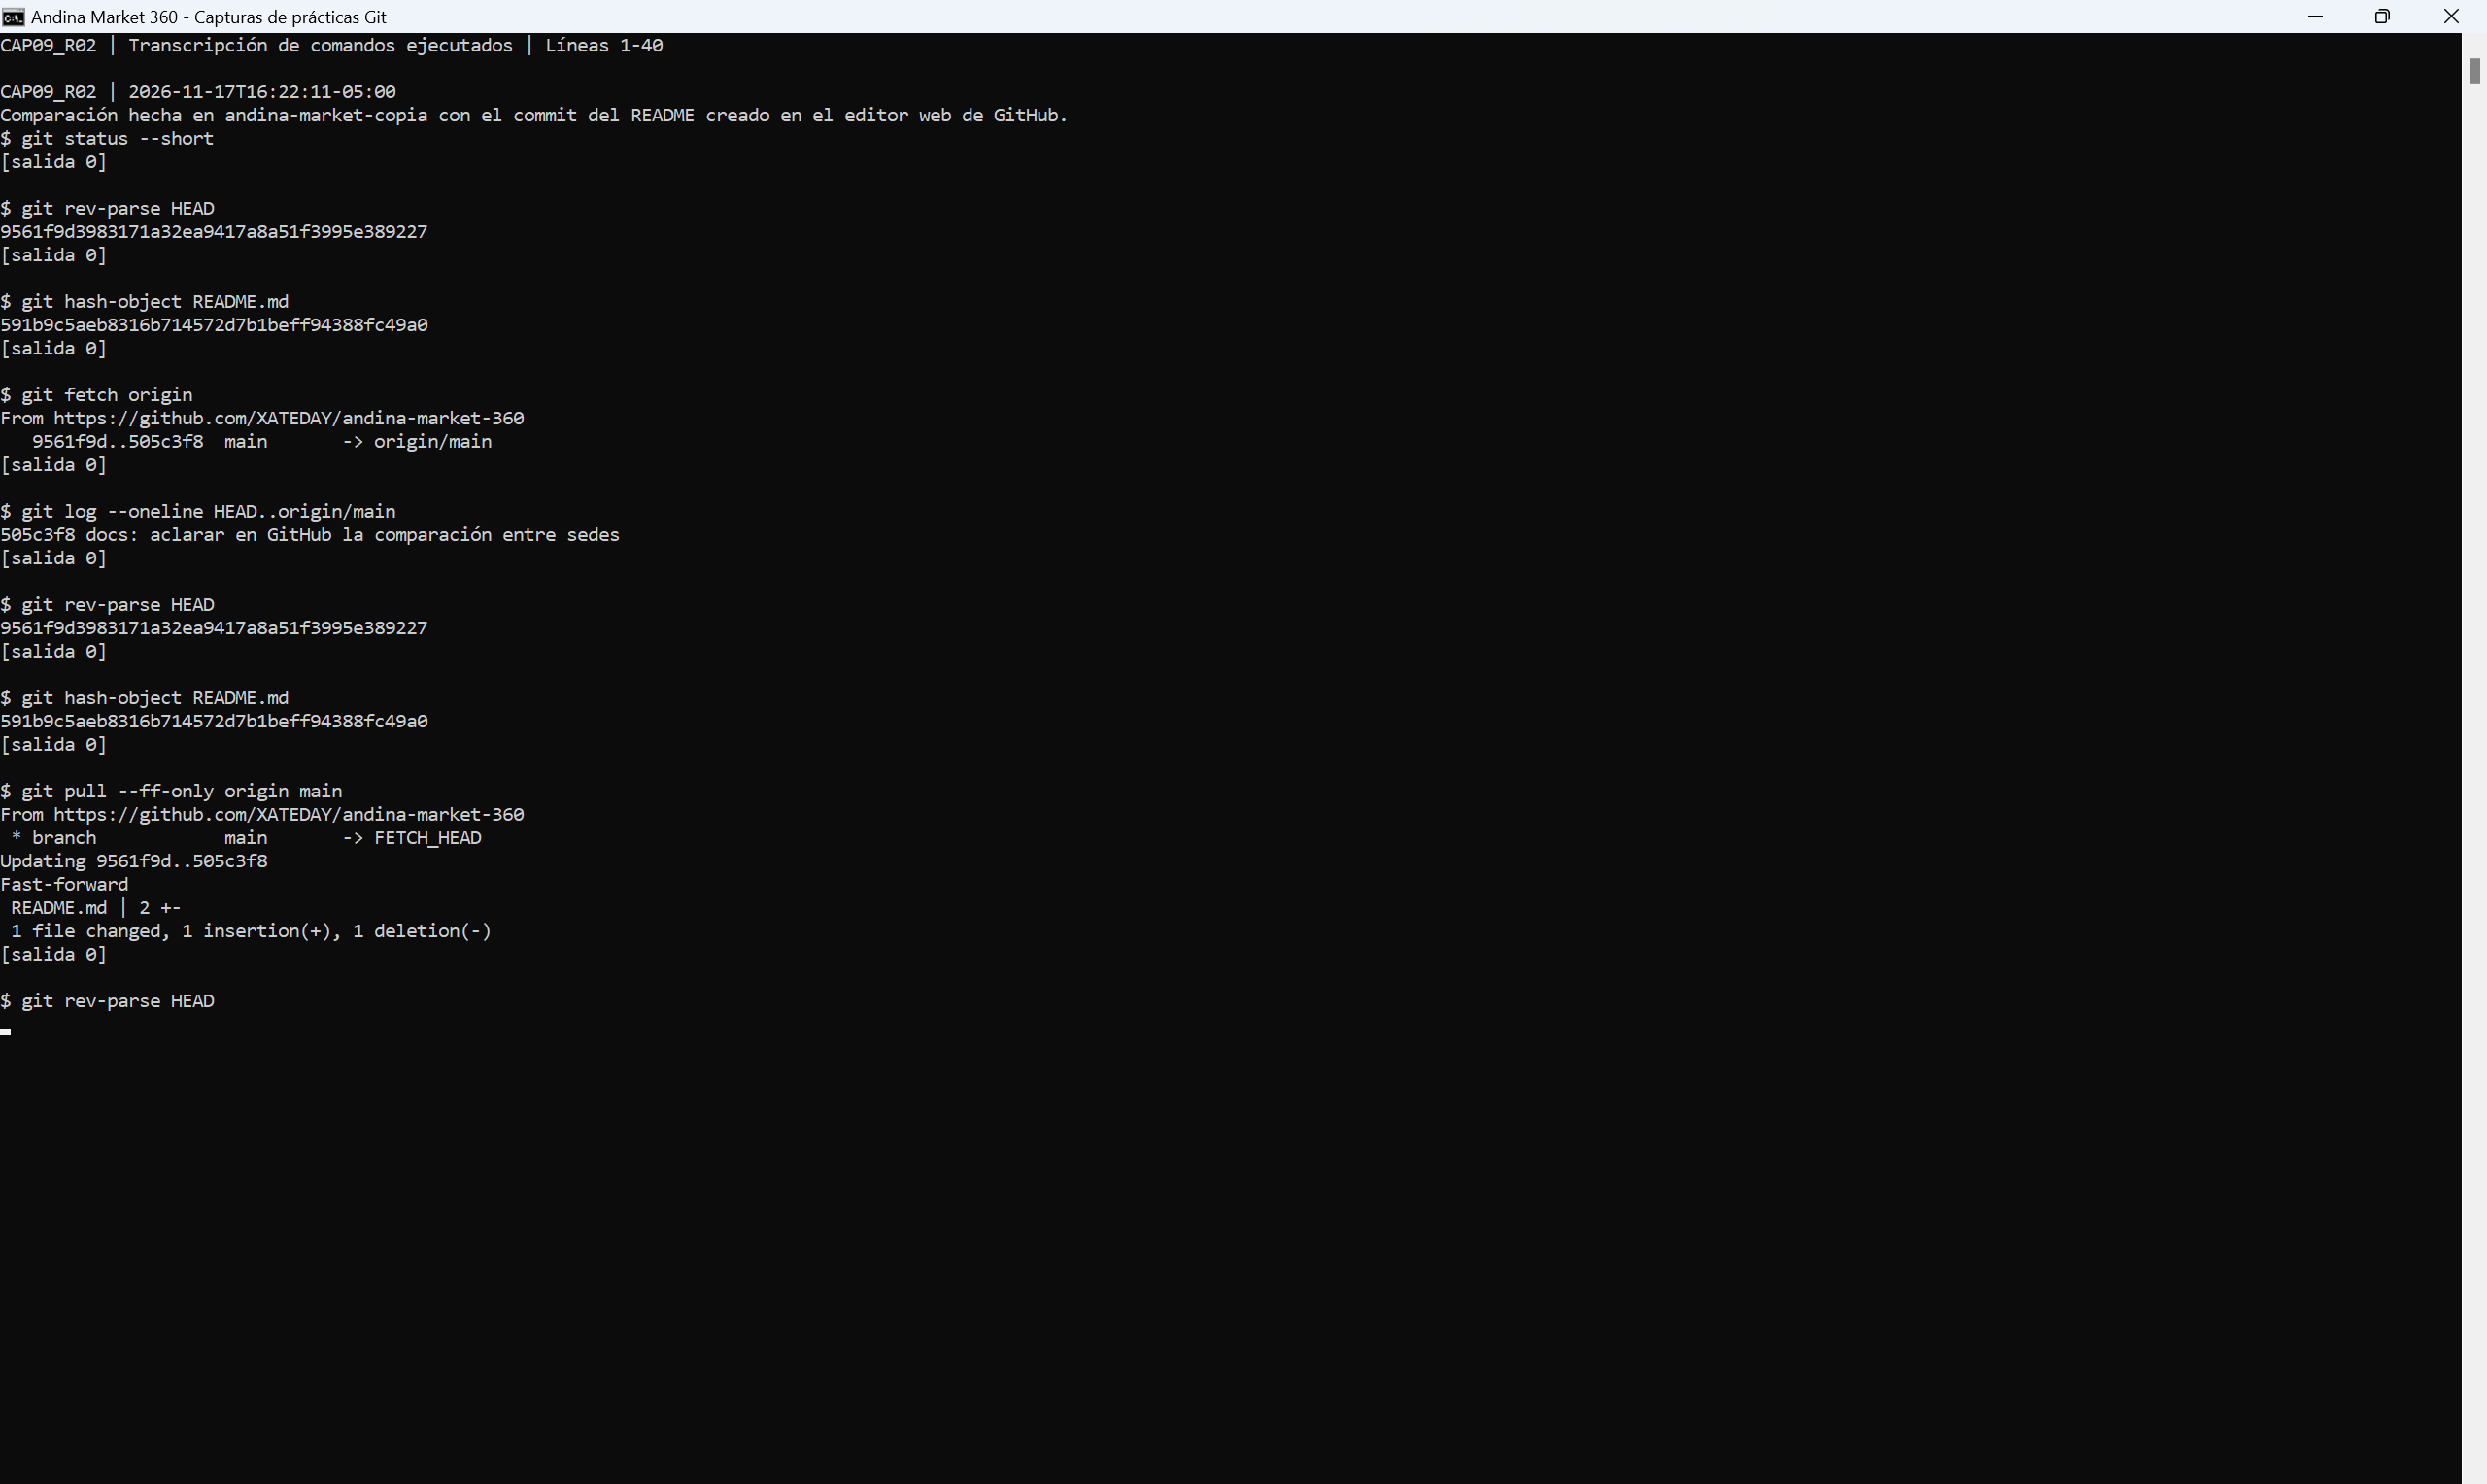 Andina Market 360 - Capturas de prácticas Git
CAP09_R02 | Transcripción de comandos ejecutados | Líneas 1-40
CAP09_R02 | 2026-11-17T16:22:11-05:00
Comparación hecha en andina-market-copia con el commit del README creado en el editor web de GitHub.
$ git status --short
[salida 0]
$ git rev-parse HEAD
9561f9d3983171a32ea9417a8a51f3995e389227
[salida 0]
$ git hash-object README.md
591b9c5aeb8316b714572d7b1beff94388fc49a0
[salida 0]
$ git fetch origin
From https://github.com/XATEDAY/andina-market-360
   9561f9d..505c3f8  main       -> origin/main
[salida 0]
$ git log --oneline HEAD..origin/main
505c3f8 docs: aclarar en GitHub la comparación entre sedes
[salida 0]
$ git rev-parse HEAD
9561f9d3983171a32ea9417a8a51f3995e389227
[salida 0]
$ git hash-object README.md
591b9c5aeb8316b714572d7b1beff94388fc49a0
[salida 0]
$ git pull --ff-only origin main
From https://github.com/XATEDAY/andina-market-360
 * branch            main       -> FETCH_HEAD
Updating 9561f9d..505c3f8
Fast-forward
 README.md | 2 +-
 1 file changed, 1 insertion(+), 1 deletion(-)
[salida 0]
$ git rev-parse HEAD